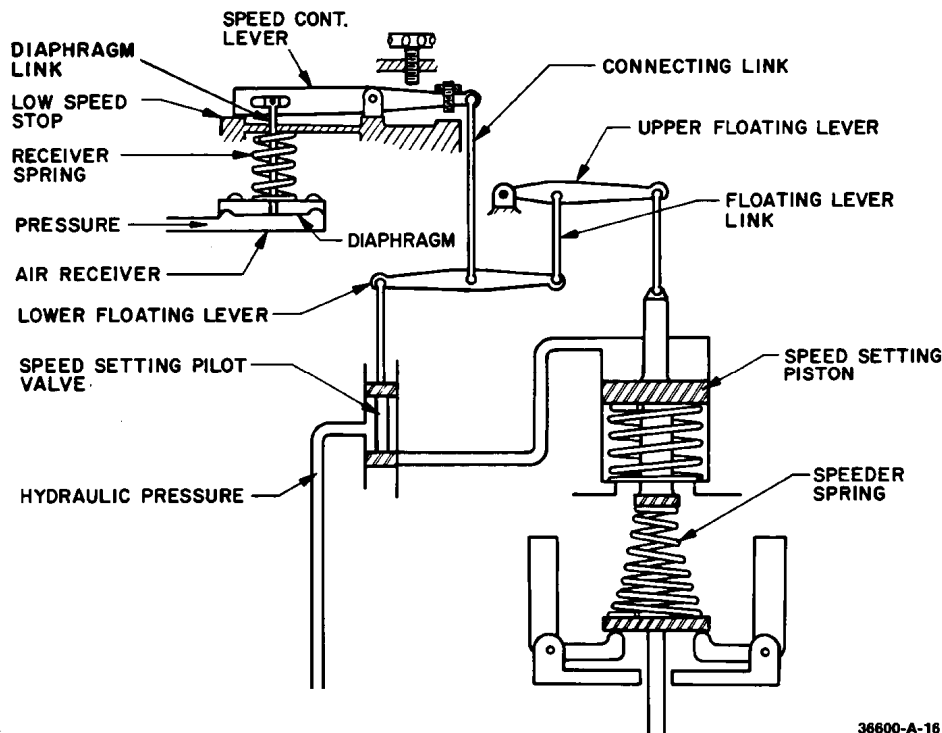 SPEED CONT.
LEVER
DIAPHRAGM
LINK
CONNECTING LINK
LOW SPEED
STOP
UPPER FLOATING LEVER
RECEIVER
SPRING
FLOATING LEVER
LINK
PRESSURE
DIAPHRAGM
AIR RECEIVER
LOWER FLOATING LEVER
SPEED SETTING PILOT
VALVE
SPEED SETTING
PISTON
HYDRAULIC PRESSURE
SPEEDER
SPRING
36600-A-16